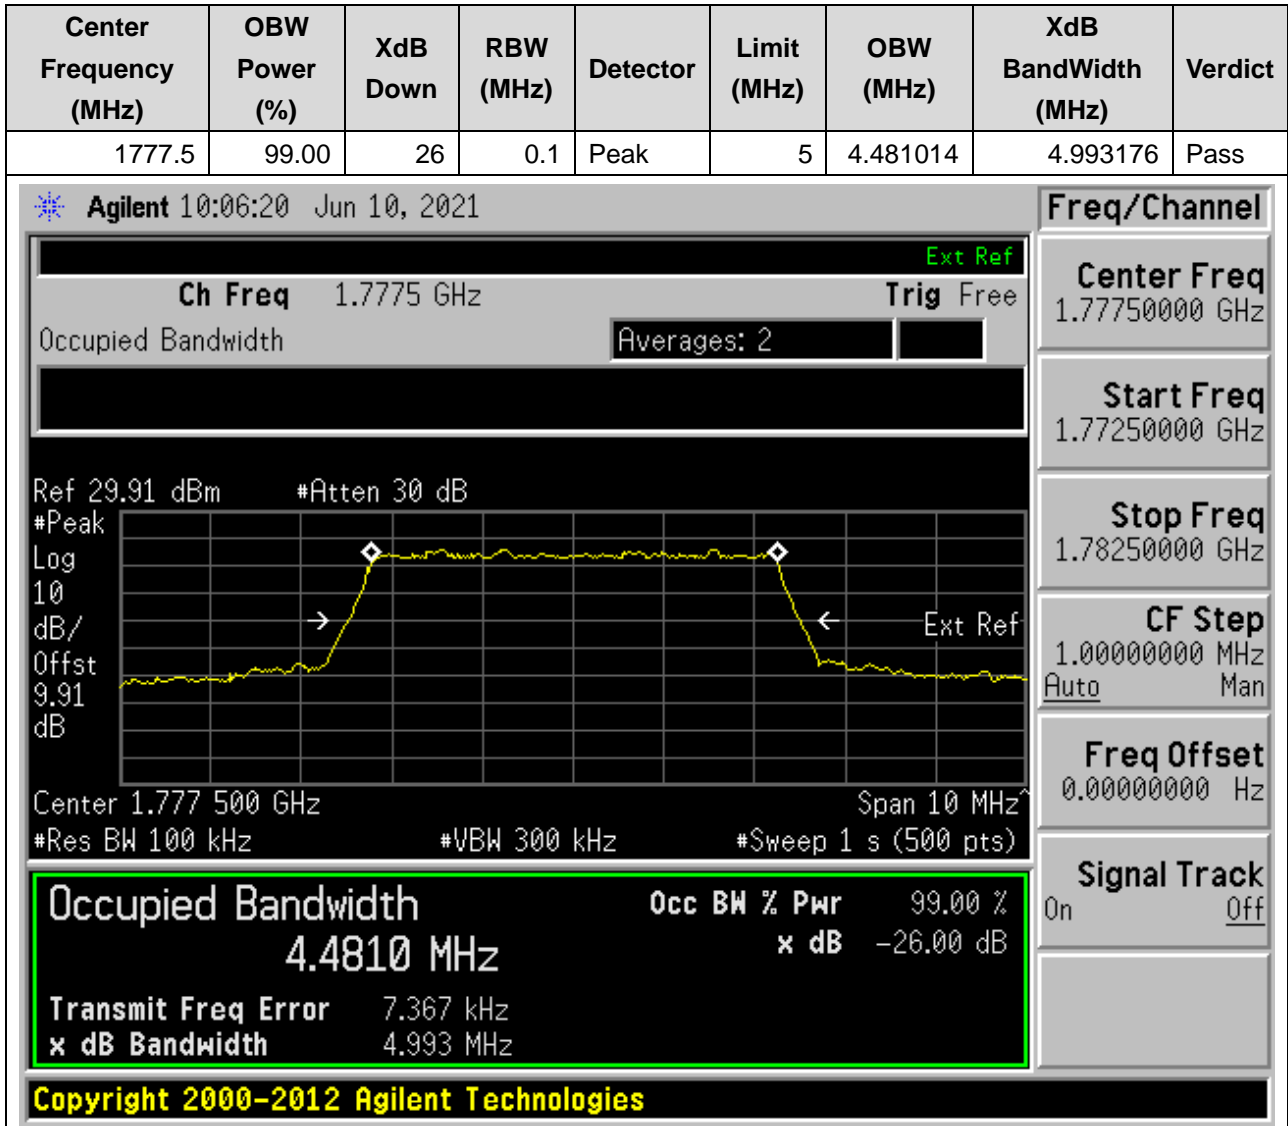 Center Frequency (MHz) OBW Power (%) XdB Down RBW (MHz) Detector Limit (MHz) OBW (MHz) XdB BandWidth (MHz) Verdict
1777.5 99.00 26 0.1 Peak 5 4.481014 4.993176 Pass
Agilent 10:06:20 Jun 10, 2021
Freq/Channel
Ext Ref
Ch Freq 1.7775 GHz Trig Free
Occupied Bandwidth Averages: 2
Center Freq
1.77750000 GHz
Start Freq
1.77250000 GHz
Stop Freq
1.78250000 GHz
CF Step
1.00000000 MHz
Auto Man
Freq Offset
0.00000000 Hz
Signal Track
On Off
Ref 29.91 dBm #Atten 30 dB
#Peak
Log
10
dB/
Offst
9.91
dB
Ext Ref
Center 1.777 500 GHz Span 10 MHz^
#Res BW 100 kHz #VBW 300 kHz #Sweep 1 s (500 pts)
Occupied Bandwidth Occ BW % Pwr 99.00 %
4.4810 MHz x dB -26.00 dB
Transmit Freq Error 7.367 kHz
x dB Bandwidth 4.993 MHz
Copyright 2000-2012 Agilent Technologies